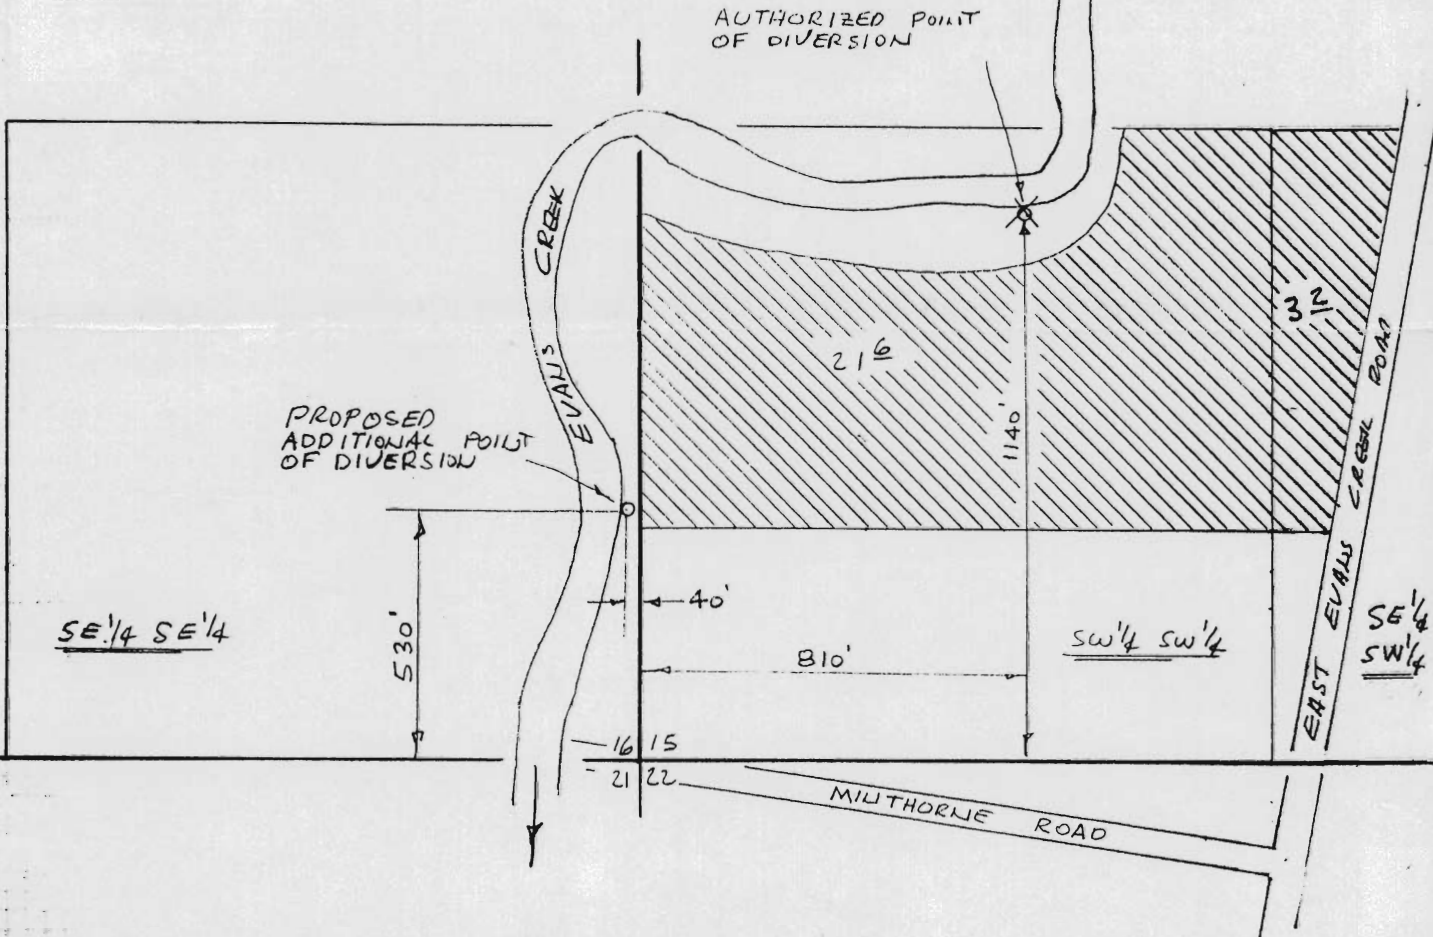 AUTHORIZED POINT
OF DIVERSION
EVANS CREEK
3 2
21 6
PROPOSED
ADDITIONAL POINT
OF DIVERSION
1140'
40'
530'
810'
SE 1/4 SE 1/4
SW 1/4 SW 1/4
SE 1/4
SW 1/4
EAST EVANS CREEK ROAD
16 15
21 22
MILITHORNE ROAD